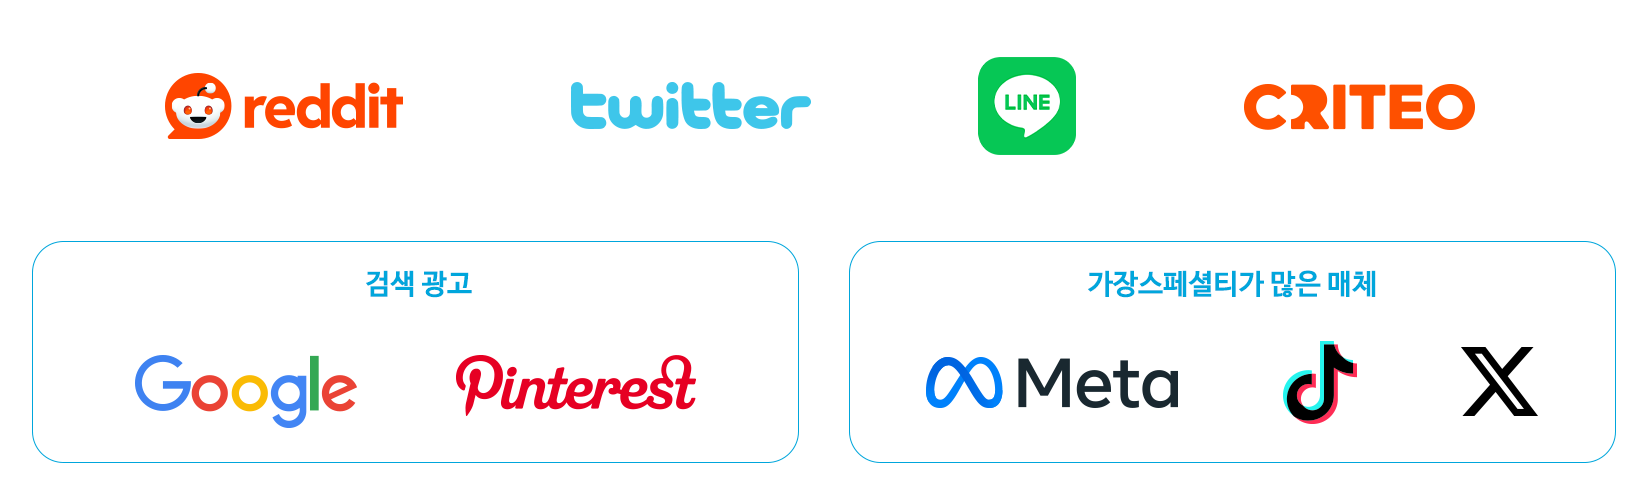 reddit
twitter
LINE
CRITEO
검색 광고
Google
Pinterest
가장스페셜티가 많은 매체
Meta
X